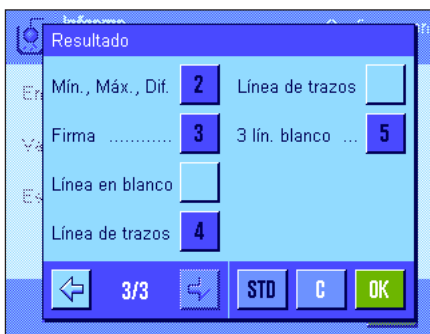 Resultado
Mín., Máx., Dif. 2 Línea de trazos
Firma ............ 3 3 lín. blanco ... 5
Línea en blanco
Línea de trazos 4
3/3 STD C OK